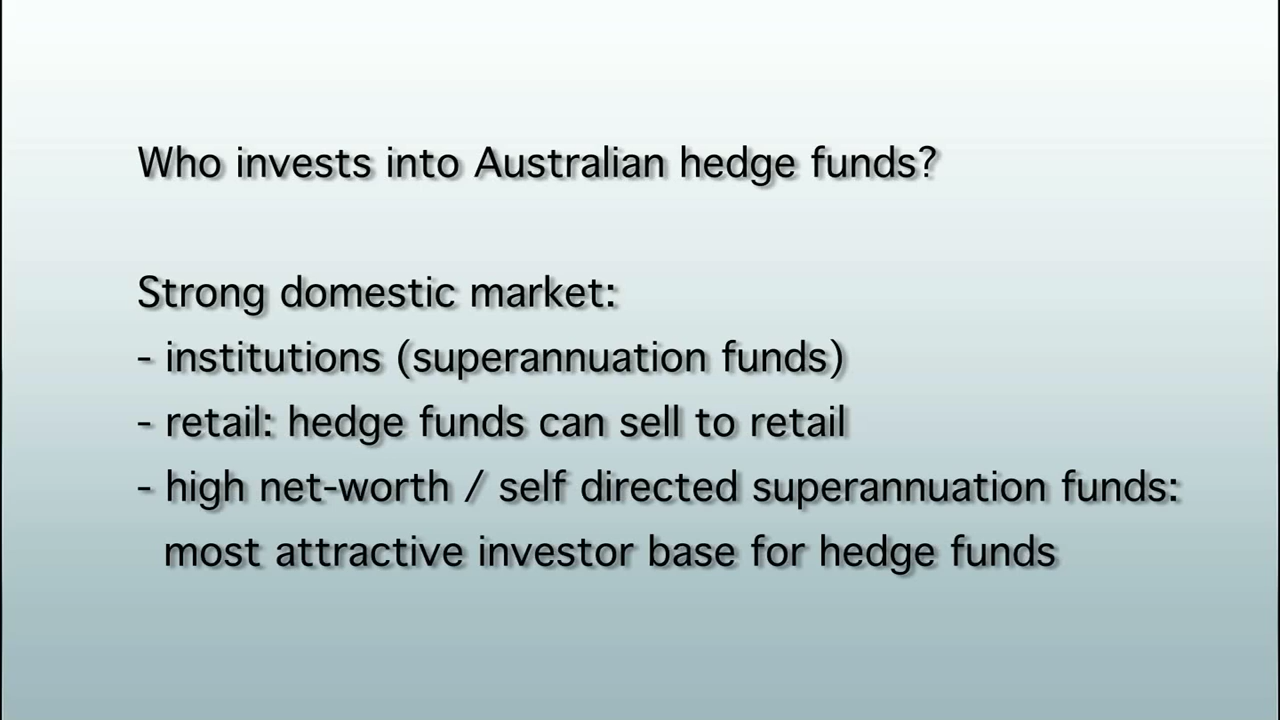 Who invests into Australian hedge funds?
Strong domestic market:
- institutions (superannuation funds)
- retail: hedge funds can sell to retail
- high net-worth / self directed superannuation funds:
most attractive investor base for hedge funds